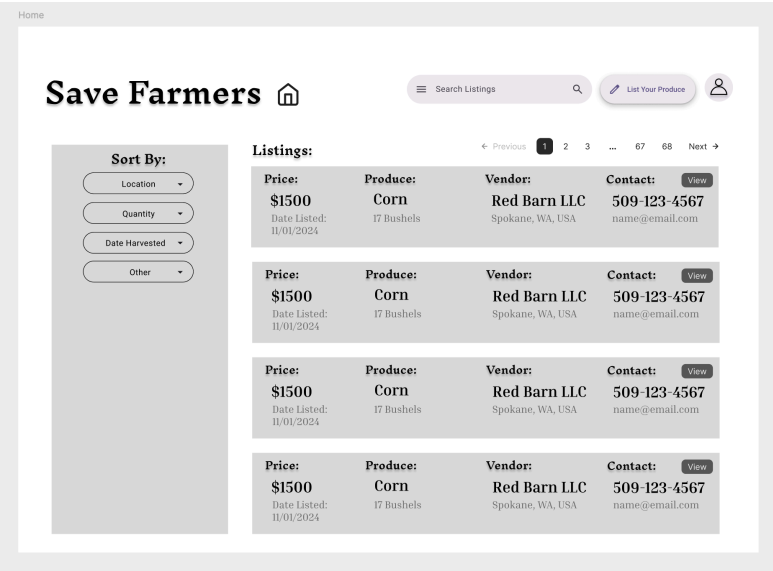 Home
Save Farmers
Search Listings
List Your Produce
Sort By:
Location
Quantity
Date Harvested
Other
Listings:
← Previous 1 2 3 ... 67 68 Next →
Price: Produce: Vendor: Contact: View
$1500 Corn Red Barn LLC 509-123-4567
Date Listed: 17 Bushels Spokane, WA, USA name@email.com
11/01/2024
Price: Produce: Vendor: Contact: View
$1500 Corn Red Barn LLC 509-123-4567
Date Listed: 17 Bushels Spokane, WA, USA name@email.com
11/01/2024
Price: Produce: Vendor: Contact: View
$1500 Corn Red Barn LLC 509-123-4567
Date Listed: 17 Bushels Spokane, WA, USA name@email.com
11/01/2024
Price: Produce: Vendor: Contact: View
$1500 Corn Red Barn LLC 509-123-4567
Date Listed: 17 Bushels Spokane, WA, USA name@email.com
11/01/2024